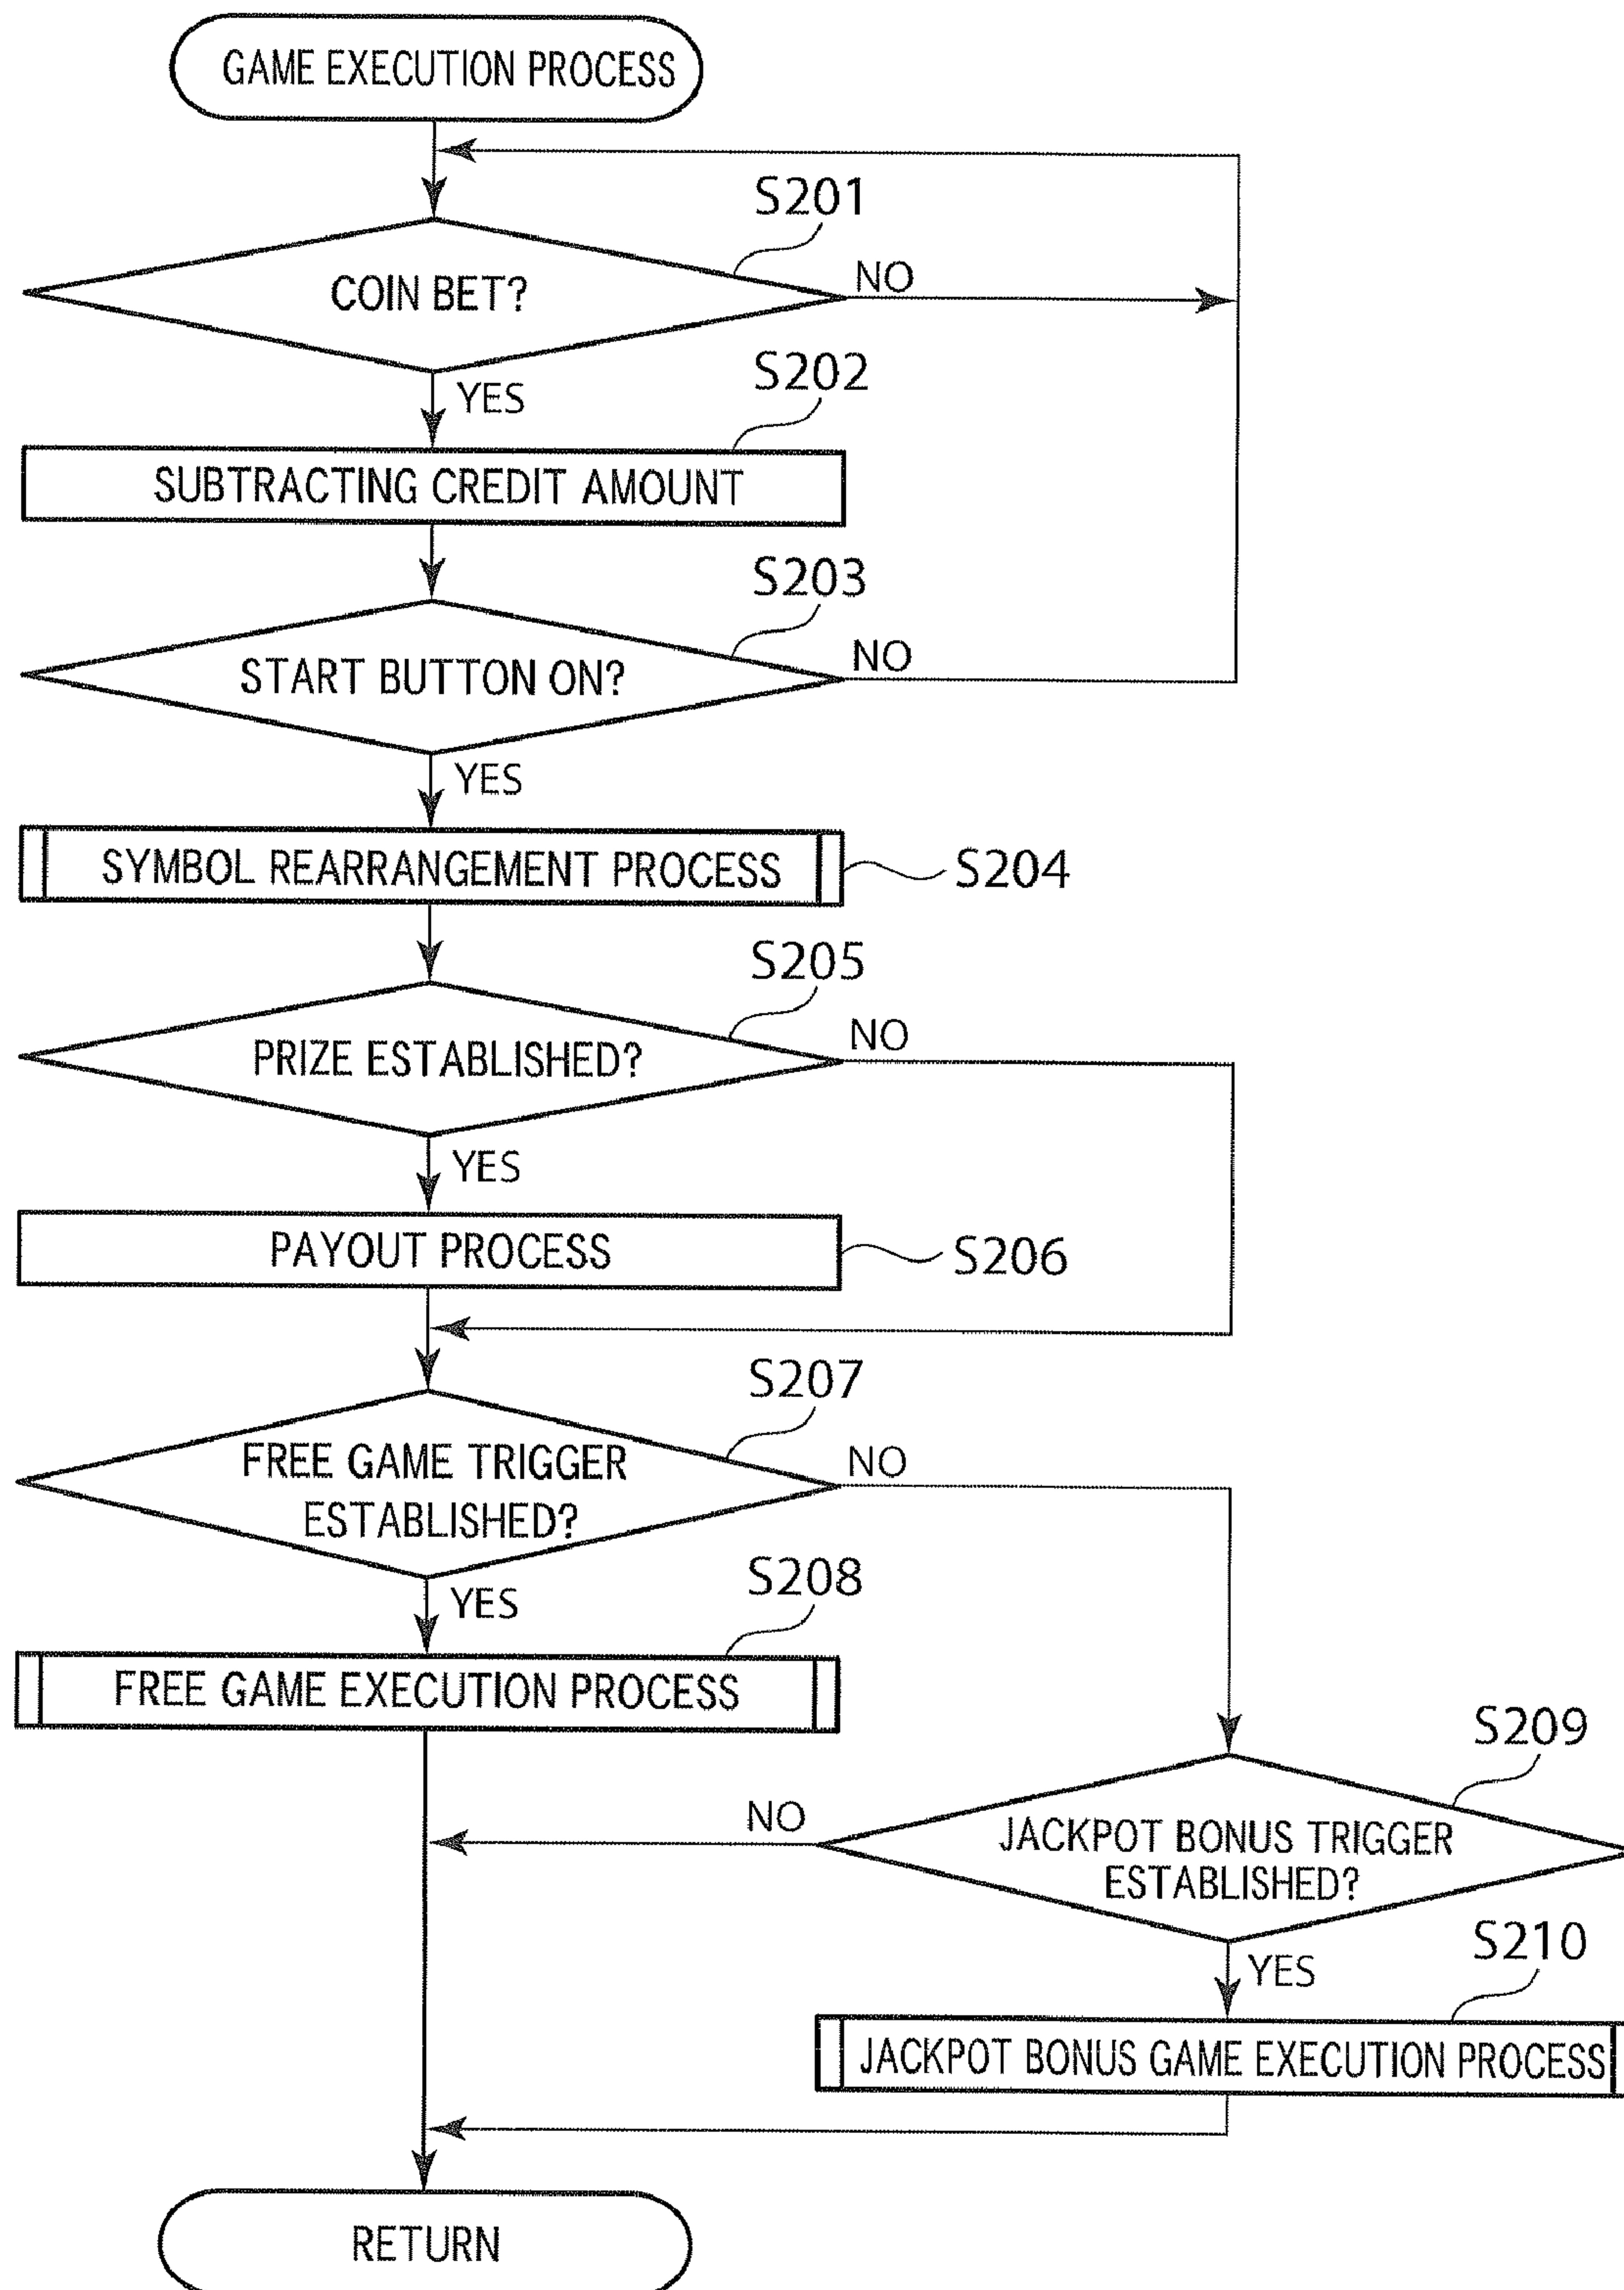 GAME EXECUTION PROCESS
S201
COIN BET?
NO
YES
S202
SUBTRACTING CREDIT AMOUNT
S203
START BUTTON ON?
NO
YES
SYMBOL REARRANGEMENT PROCESS
S204
S205
PRIZE ESTABLISHED?
NO
YES
PAYOUT PROCESS
S206
S207
FREE GAME TRIGGER
ESTABLISHED?
NO
YES
S208
FREE GAME EXECUTION PROCESS
S209
JACKPOT BONUS TRIGGER
ESTABLISHED?
NO
YES
S210
JACKPOT BONUS GAME EXECUTION PROCESS
RETURN